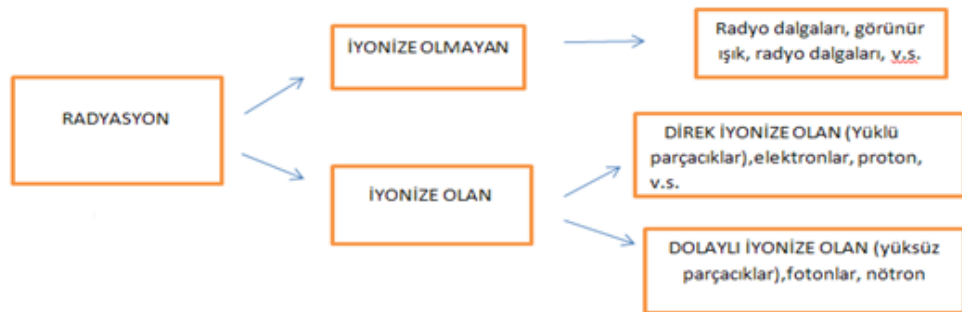 RADYASYON
İYONİZE OLMAYAN
Radyo dalgaları, görünür
ışık, radyo dalgaları, v.s.
İYONİZE OLAN
DİREK İYONİZE OLAN (Yüklü
parçacıklar),elektronlar, proton,
v.s.
DOLAYLI İYONİZE OLAN (yüksüz
parçacıklar),fotonlar, nötron